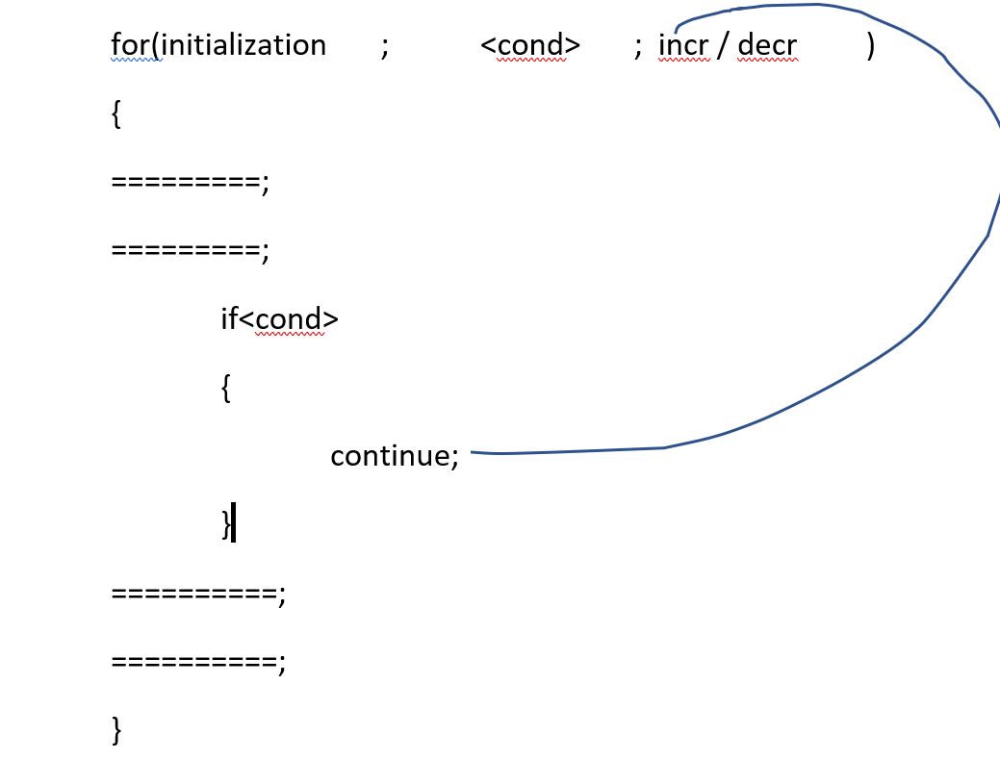 for(initialization ; <cond> ; incr / decr )
{
=========;
=========;
if<cond>
{
continue;
}
==========;
==========;
}